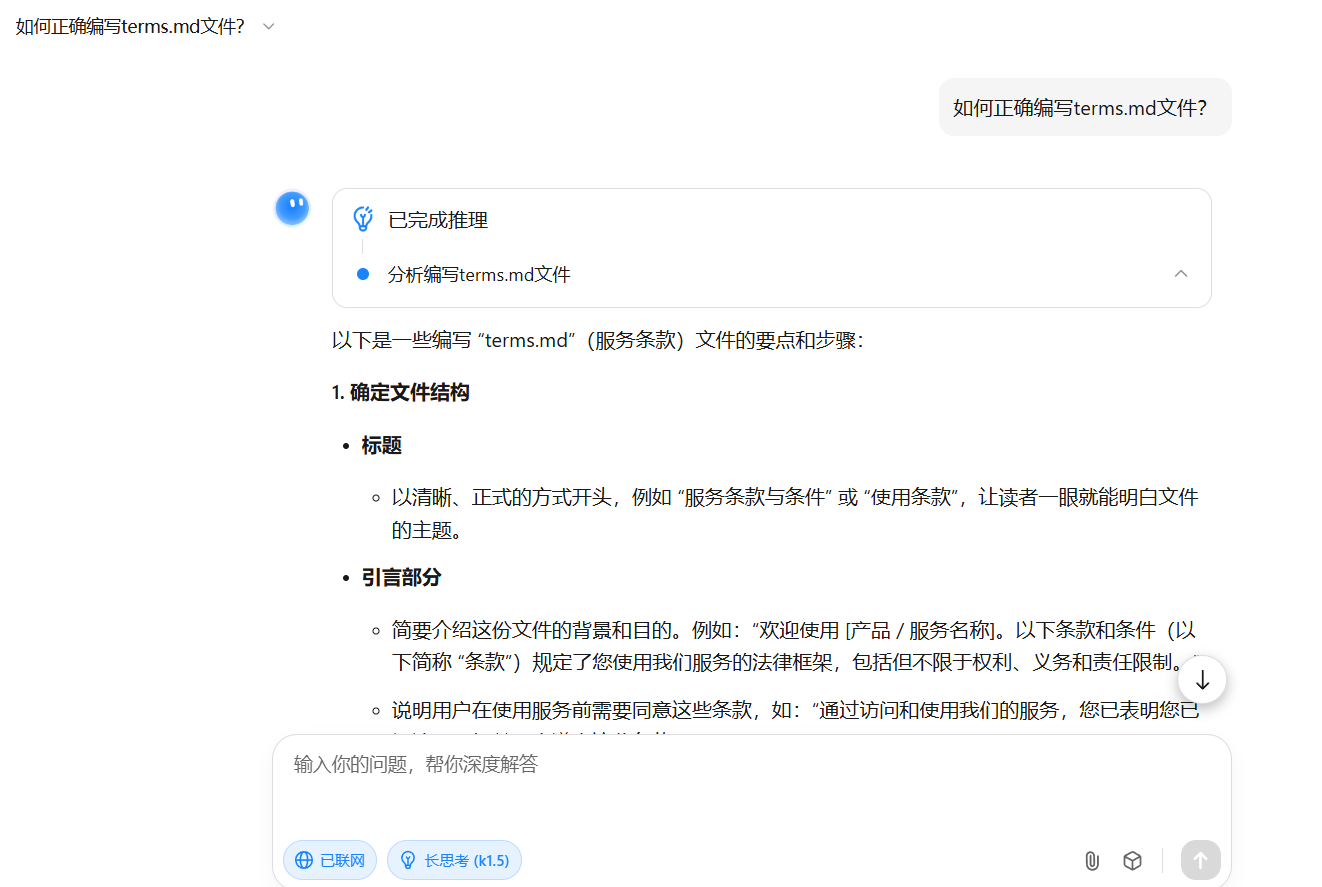 如何正确编写terms.md文件？
如何正确编写terms.md文件？
已完成推理
分析编写terms.md文件
以下是一些编写 “terms.md”（服务条款）文件的要点和步骤：
1. 确定文件结构
• 标题
以清晰、正式的方式开头，例如 “服务条款与条件” 或 “使用条款”，让读者一眼就能明白文件
的主题。
• 引言部分
简要介绍这份文件的背景和目的。例如：“欢迎使用 [产品 / 服务名称]。以下条款和条件（以
下简称 “条款”）规定了您使用我们服务的法律框架，包括但不限于权利、义务和责任限制。”
说明用户在使用服务前需要同意这些条款，如：“通过访问和使用我们的服务，您已表明您已
输入你的问题，帮你深度解答
已联网
长思考 (k1.5)